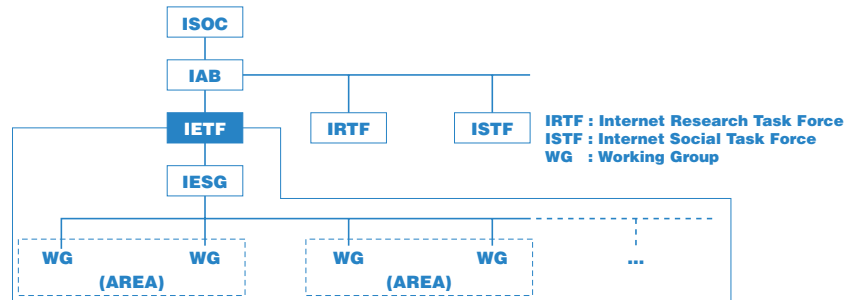 ISOC
IAB
IETF
IRTF
ISTF
IRTF : Internet Research Task Force
ISTF : Internet Social Task Force
WG : Working Group
IESG
WG WG WG WG ...
(AREA) (AREA)